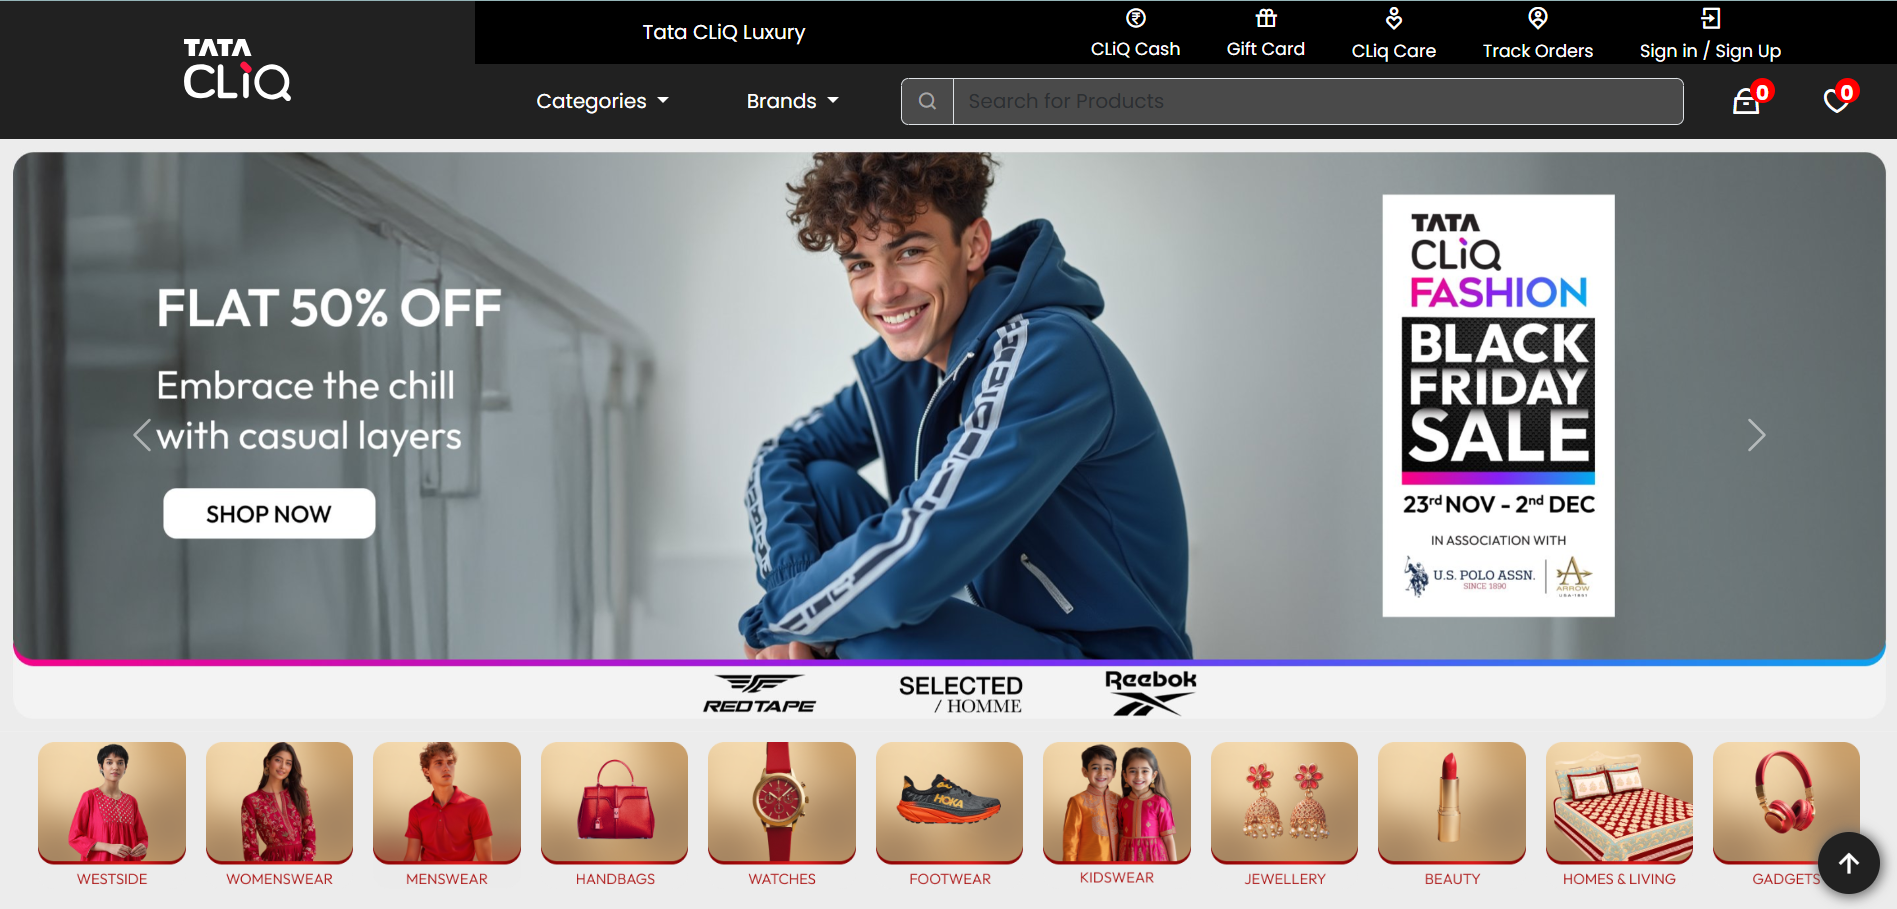 Tata CLiQ Luxury
CLiQ Cash
Gift Card
CLiq Care
Track Orders
Sign in / Sign Up
TATA
CLiQ
Categories
Brands
Search for Products
0
0
FLAT 50% OFF
Embrace the chill
with casual layers
SHOP NOW
TATA
CLiQ
FASHION
BLACK
FRIDAY
SALE
23rd NOV - 2nd DEC
IN ASSOCIATION WITH
U.S. POLO ASSN.
SINCE 1890
ARROW
REDTAPE
SELECTED
/ HOMME
Reebok
HOKA
WESTSIDE
WOMENSWEAR
MENSWEAR
HANDBAGS
WATCHES
FOOTWEAR
KIDSWEAR
JEWELLERY
BEAUTY
HOMES & LIVING
GADGETS